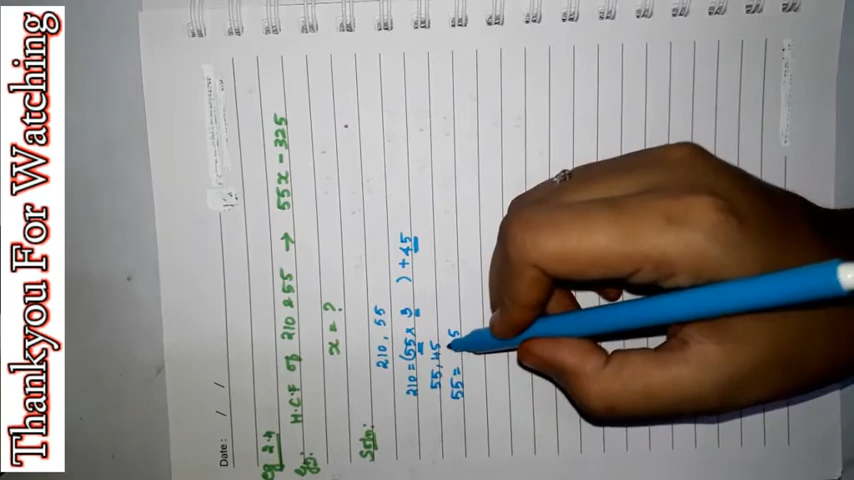 Thankyou For Watching
Date: / /
eg 2.4
H.C.F of 210 & 55 → 55x - 325
x = ?
Soln:
210, 55
210 = (55 x 3 ) + 45
55, 45
55 =